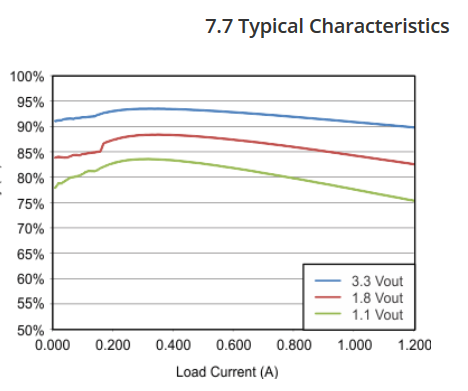 7.7 Typical Characteristics
100%
95%
90%
85%
80%
75%
70%
65%
60%
55%
50%
3.3 Vout
1.8 Vout
1.1 Vout
0.000 0.200 0.400 0.600 0.800 1.000 1.200
Load Current (A)